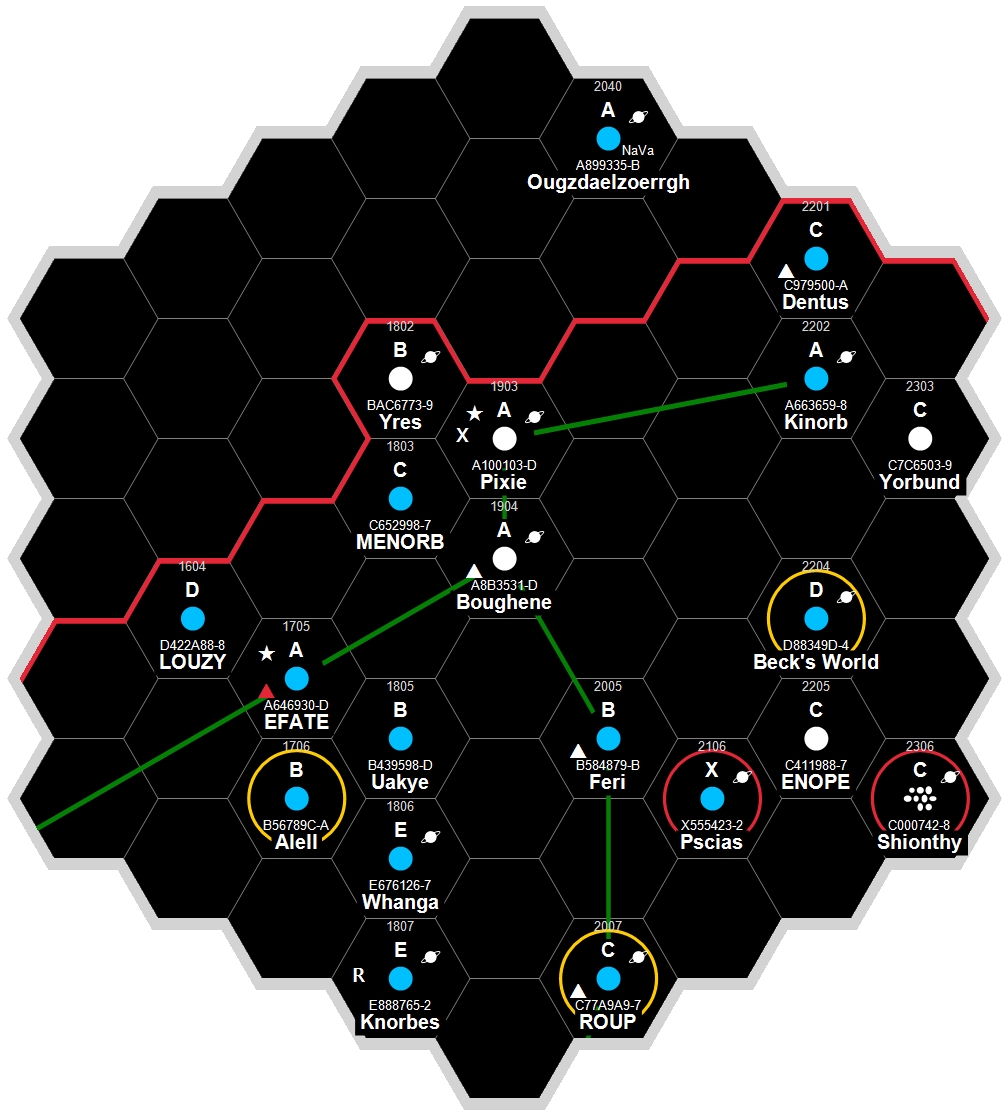 2040
A
NaVa
A899335-B
Ougzdaelzoerrgh
2201
C
C979500-A
Dentus
1802
B
BAC6773-9
Yres
2202
A
A663659-8
Kinorb
1903
A
X
A100103-D
Pixie
2303
C
C7C6503-9
Yorbund
1803
C
C652998-7
MENORB
1904
A
A8B3531-D
Boughene
1604
D
D422A88-8
LOUZY
2204
D
D88349D-4
Beck's World
1705
A
A646930-D
EFATE
1805
B
B439598-D
Uakye
2005
B
B584879-B
Feri
2205
C
C411988-7
ENOPE
1706
B
B56789C-A
Alell
2106
X
X555423-2
Pscias
2306
C
C000742-8
Shionthy
1806
E
E676126-7
Whanga
1807
E
R
E888765-2
Knorbes
2007
C
C77A9A9-7
ROUP